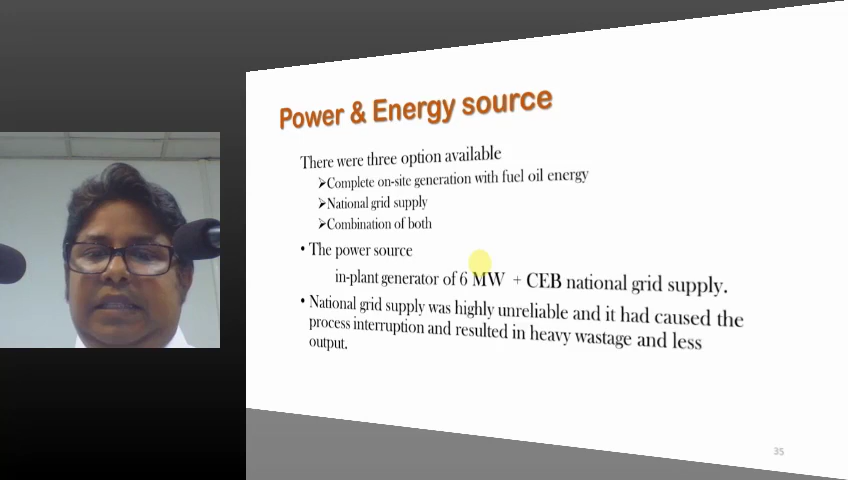 Power & Energy source
There were three option available
➢Complete on-site generation with fuel oil energy
➢National grid supply
➢Combination of both
• The power source
in-plant generator of 6 MW + CEB national grid supply.
• National grid supply was highly unreliable and it had caused the
process interruption and resulted in heavy wastage and less
output.
35